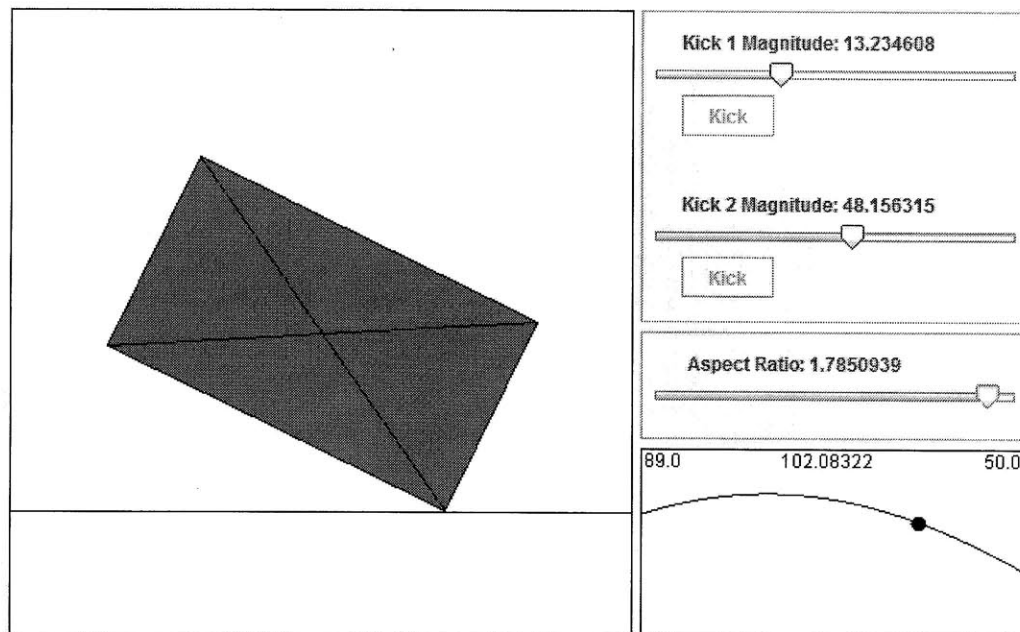 Kick 1 Magnitude: 13.234608
Kick
Kick 2 Magnitude: 48.156315
Kick
Aspect Ratio: 1.7850939
89.0 102.08322 50.0